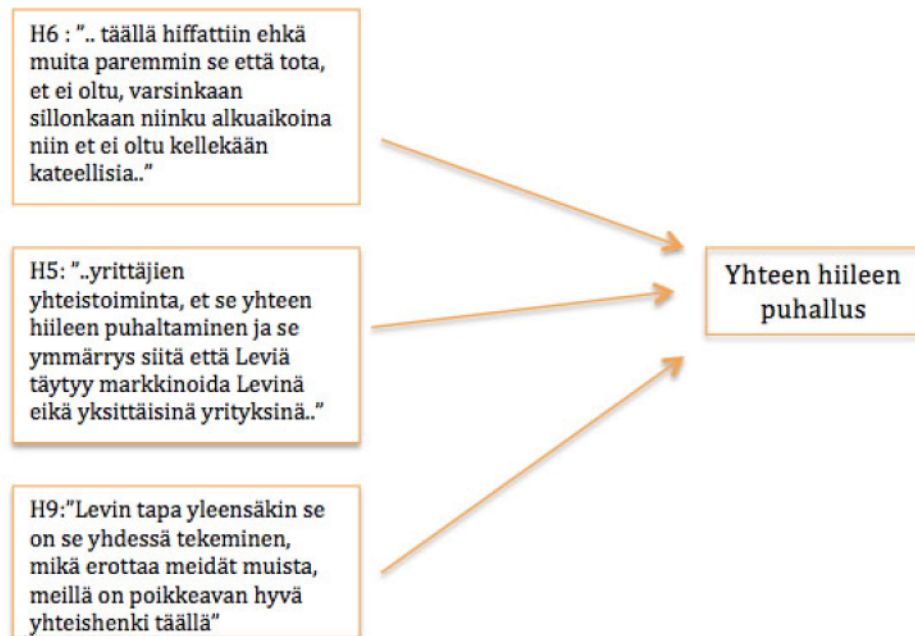 H6 : ”.. täällä hiffattiin ehkä
muita paremmin se että tota,
et ei oltu, varsinkaan
sillonkaan niinku alkuaikoina
niin et ei oltu kellekään
kateellisia..”
H5: ”..yrittäjien
yhteistoiminta, et se yhteen
hiileen puhaltaminen ja se
ymmärrys siitä että Leviä
täytyy markkinoida Levinä
eikä yksittäisinä yrityksinä..”
H9:”Levin tapa yleensäkin se
on se yhdessä tekeminen,
mikä erottaa meidät muista,
meillä on poikkeavan hyvä
yhteishenki täällä”
Yhteen hiileen
puhallus